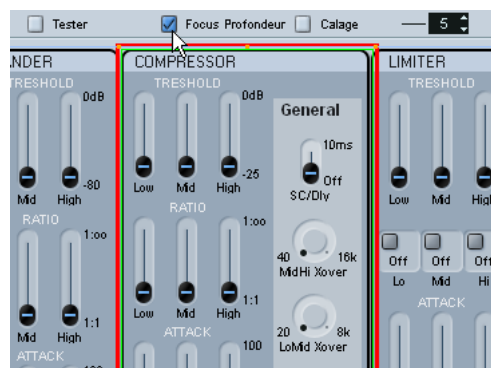 Tester Focus Profondeur Calage 5
NDER COMPRESSOR LIMITER
TRESHOLD TRESHOLD TRESHOLD
0dB 0dB
General
10ms
-80 -25 Off
Mid High Low Mid High SC/Dly Low Mid High
RATIO RATIO
1:oo 1:oo
40 16k Off Off Off
MidHi Xover Lo Mid Hi
1:1 1:1
Mid High Low Mid High 20 8k
ATTACK ATTACK ATTACK
100 100 LoMid Xover